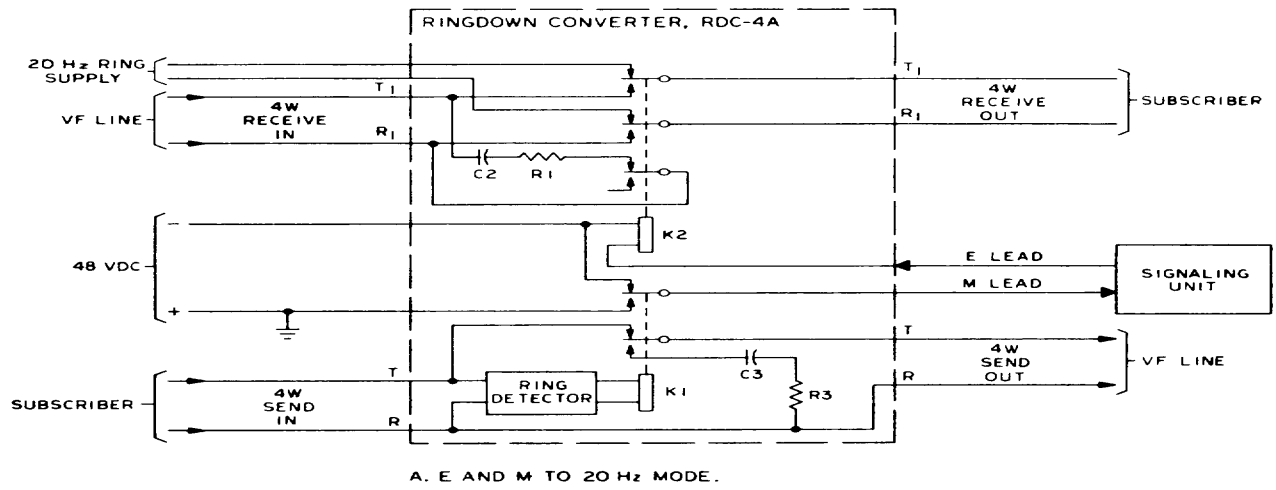 RINGDOWN CONVERTER, RDC-4A
20 Hz RING
SUPPLY
VF LINE
T1
4W
RECEIVE
IN
R1
C2
R1
T1
4W
RECEIVE
OUT
R1
SUBSCRIBER
48 VDC
−
+
K2
E LEAD
M LEAD
SIGNALING
UNIT
SUBSCRIBER
T
4W
SEND
IN
R
RING
DETECTOR
K1
C3
R3
T
4W
SEND
OUT
R
VF LINE
A. E AND M TO 20 Hz MODE.